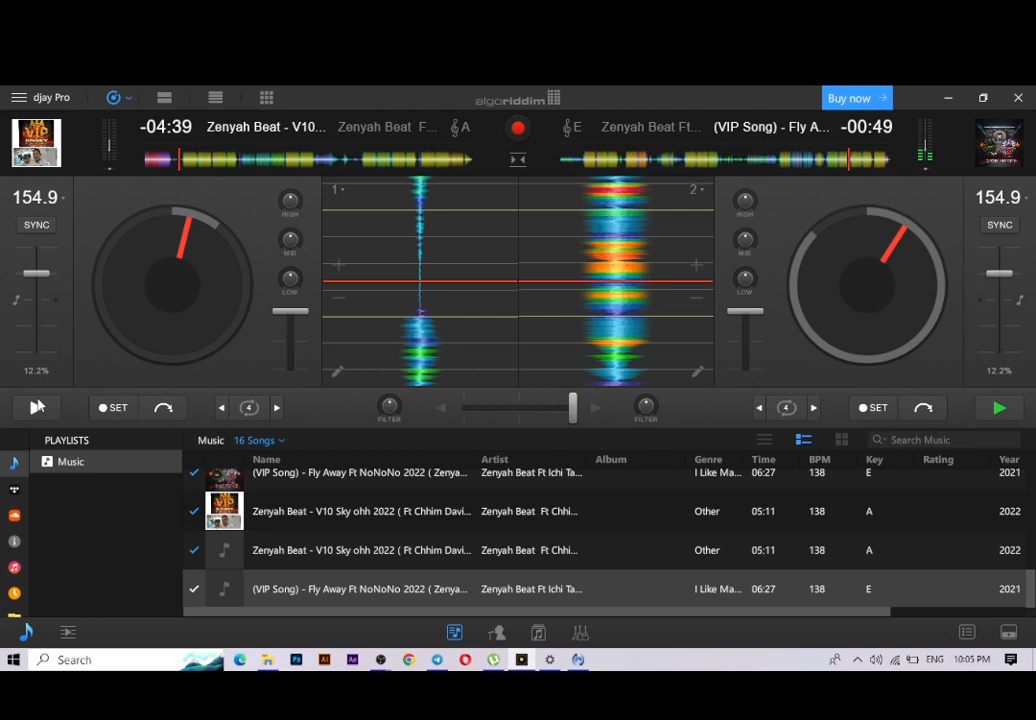 djay Pro
algoriddim
Buy now
VIP
-04:39 Zenyah Beat - V10... Zenyah Beat F... A
E Zenyah Beat Ft... (VIP Song) - Fly A... -00:49
154.9
SYNC
12.2%
HIGH
MID
LOW
1
2
HIGH
MID
LOW
154.9
SYNC
12.2%
SET
4
FILTER
FILTER
4
SET
PLAYLISTS
Music
Music 16 Songs
Search Music
Name Artist Album Genre Time BPM Key Rating Year
(VIP Song) - Fly Away Ft NoNoNo 2022 ( Zenya... Zenyah Beat Ft Ichi Ta... I Like Ma... 06:27 138 E 2021
VIP
Zenyah Beat - V10 Sky ohh 2022 ( Ft Chhim Davi... Zenyah Beat Ft Chhi... Other 05:11 138 A 2022
Zenyah Beat - V10 Sky ohh 2022 ( Ft Chhim Davi... Zenyah Beat Ft Chhi... Other 05:11 138 A 2022
(VIP Song) - Fly Away Ft NoNoNo 2022 ( Zenya... Zenyah Beat Ft Ichi Ta... I Like Ma... 06:27 138 E 2021
Search
Ps
Ai
Ae
ENG 10:05 PM